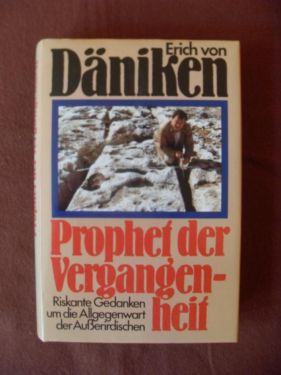 Erich von
Däniken
Prophet der
Vergangen-
heit
Riskante Gedanken
um die Allgegenwart
der Außerirdischen